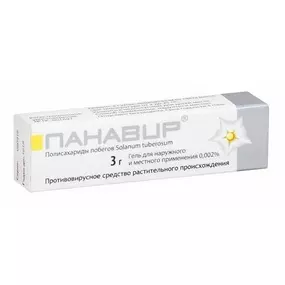 ПАНАВИР®
Полисахариды побегов Solanum tuberosum
3 г
Гель для наружного
и местного применения 0,002%
Противовирусное средство растительного происхождения